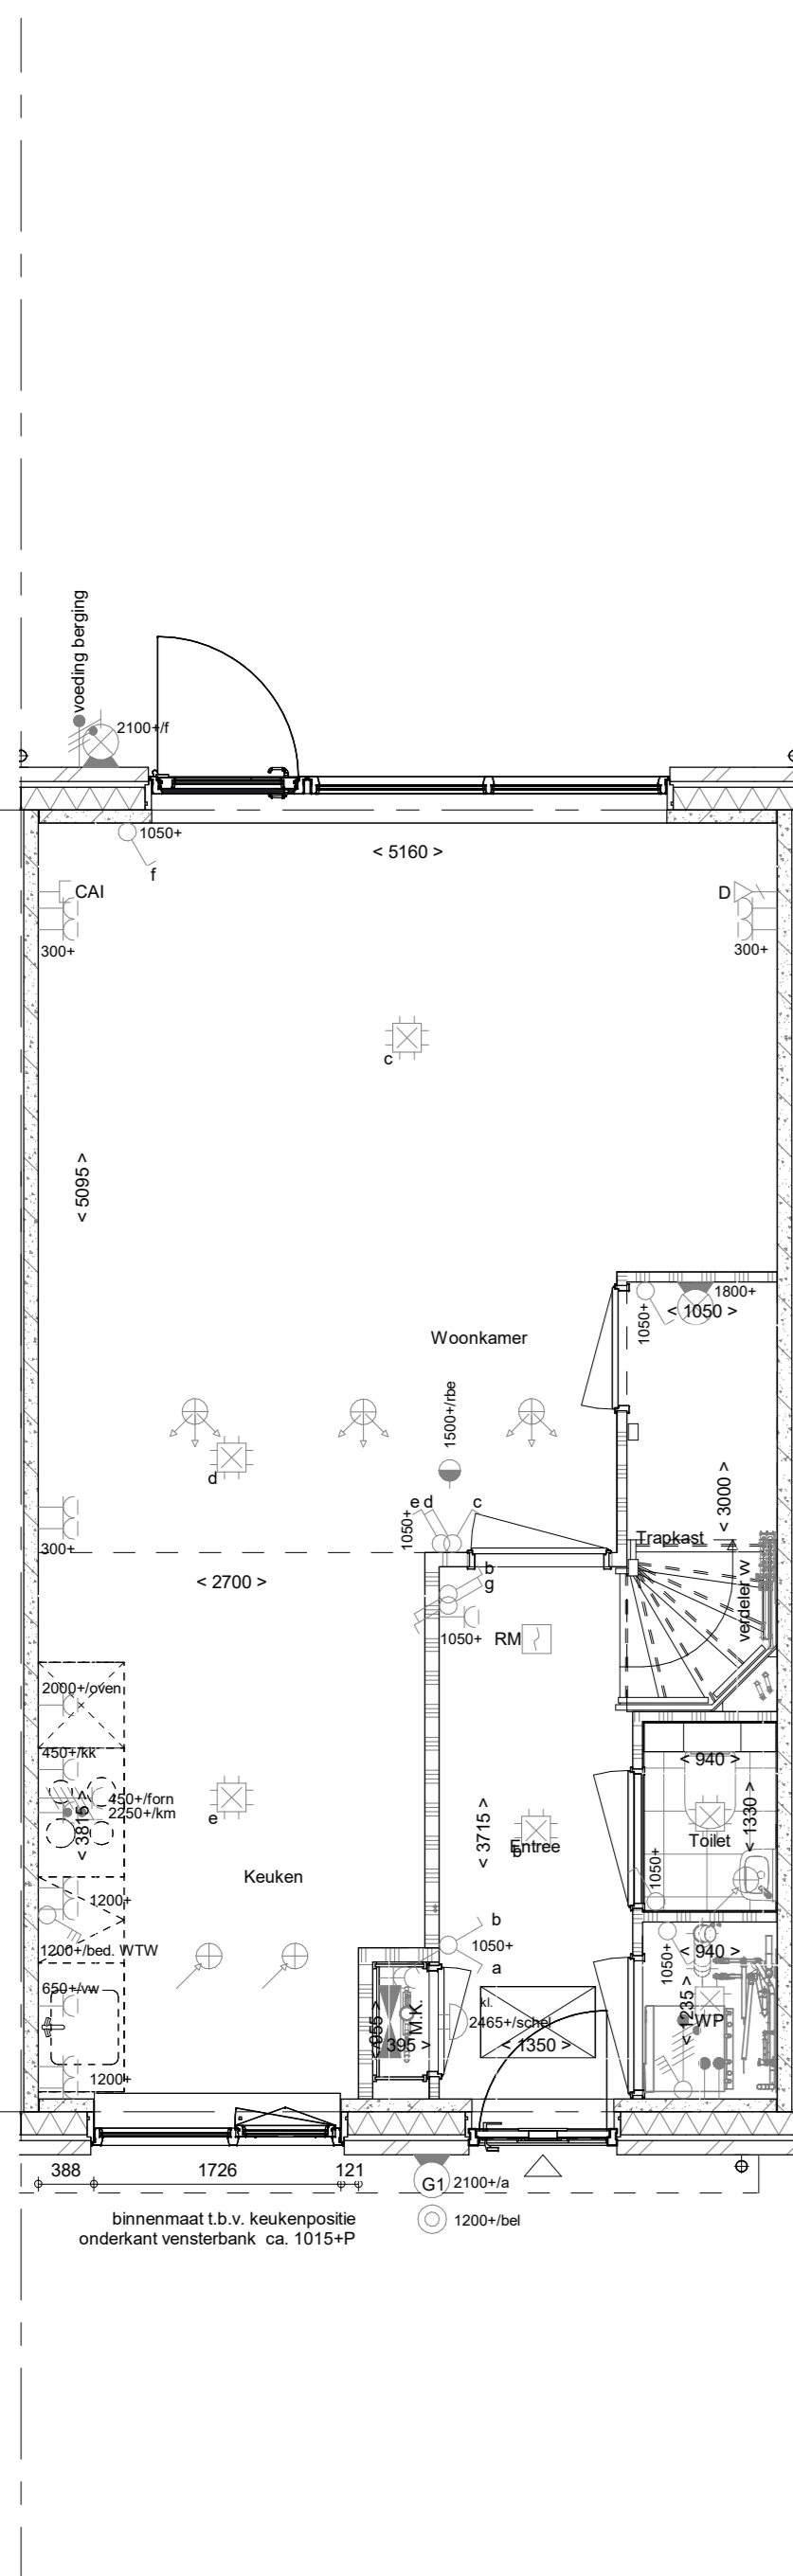 voeding berging
2100+/f
1050+
f
< 5160 >
CAI
D
300+
300+
c
< 5095 >
1800+
< 1050 >
1050+
Woonkamer
1500+/rbe
d
e d
c
1050+
< 3000 >
Trapkast
300+
< 2700 >
b
g
1050+
RM
verdeler W
2000+/oven
450+/kk
450+/forn
2250+/km
< 3815 >
e
< 940 >
< 1330 >
Toilet
< 3715 >
Entree
b
Keuken
1050+
1200+
b
1050+
a
1200+/bed. WTW
650+/vw
1200+
< 955 >
M.K.
395 >
kl.
2465+/schel
< 1350 >
1050+
< 940 >
< 1235 >
WP
388
1726
121
G1
2100+/a
1200+/bel
binnenmaat t.b.v. keukenpositie
onderkant vensterbank ca. 1015+P